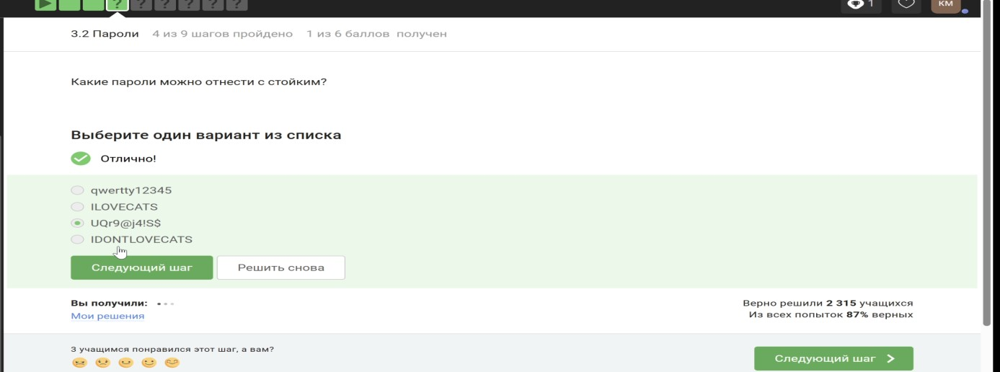 ? ? ? ? ? ?
1
КМ
3.2 Пароли 4 из 9 шагов пройдено 1 из 6 баллов получен
Какие пароли можно отнести с стойким?
Выберите один вариант из списка
Отлично!
qwertty12345
ILOVECATS
UQr9@j4!S$
IDONTLOVECATS
Следующий шаг Решить снова
Вы получили:
Мои решения
Верно решили 2 315 учащихся
Из всех попыток 87% верных
3 учащимся понравился этот шаг, а вам?
Следующий шаг